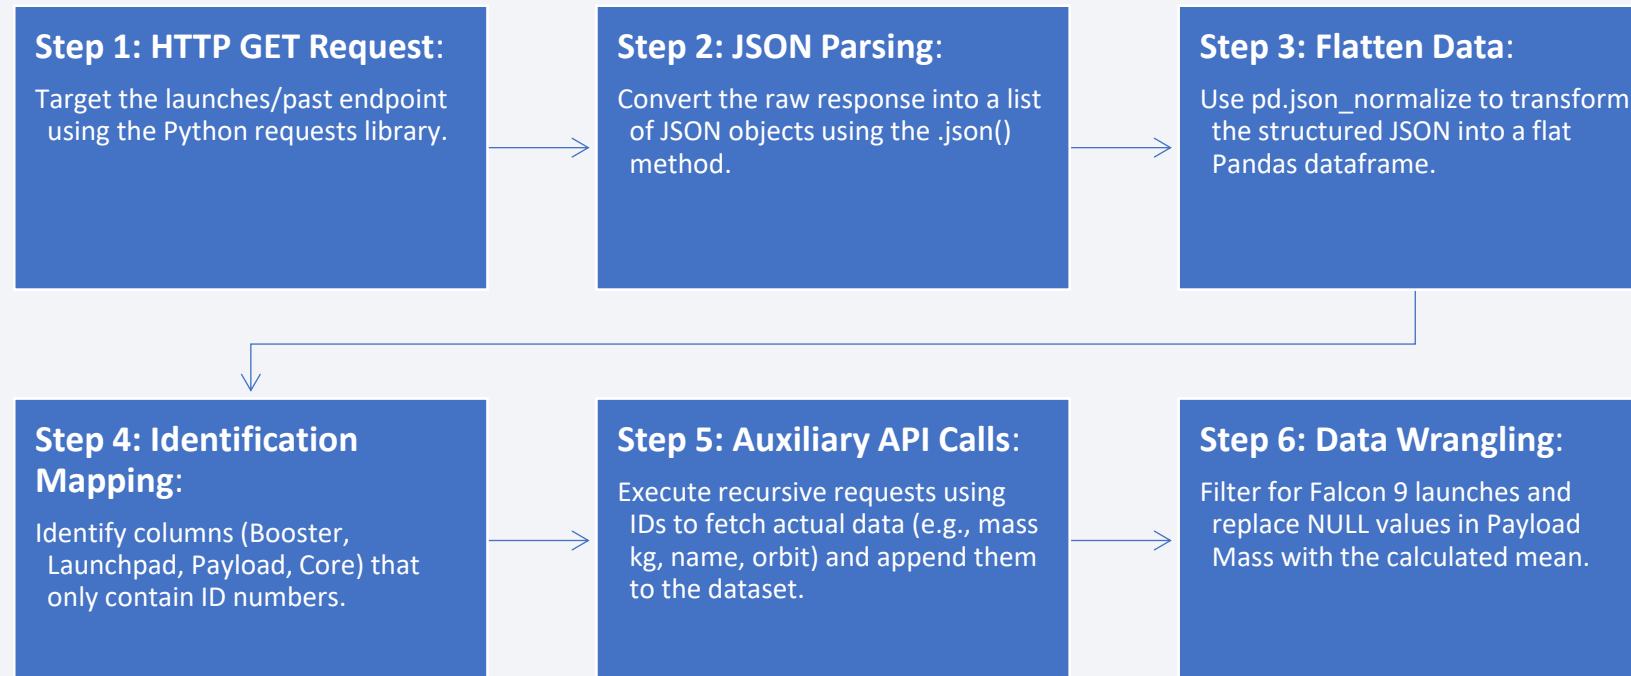 Step 1: HTTP GET Request:
Target the launches/past endpoint
using the Python requests library.
Step 2: JSON Parsing:
Convert the raw response into a list
of JSON objects using the .json()
method.
Step 3: Flatten Data:
Use pd.json_normalize to transform
the structured JSON into a flat
Pandas dataframe.
Step 4: Identification
Mapping:
Identify columns (Booster,
Launchpad, Payload, Core) that
only contain ID numbers.
Step 5: Auxiliary API Calls:
Execute recursive requests using
IDs to fetch actual data (e.g., mass
kg, name, orbit) and append them
to the dataset.
Step 6: Data Wrangling:
Filter for Falcon 9 launches and
replace NULL values in Payload
Mass with the calculated mean.